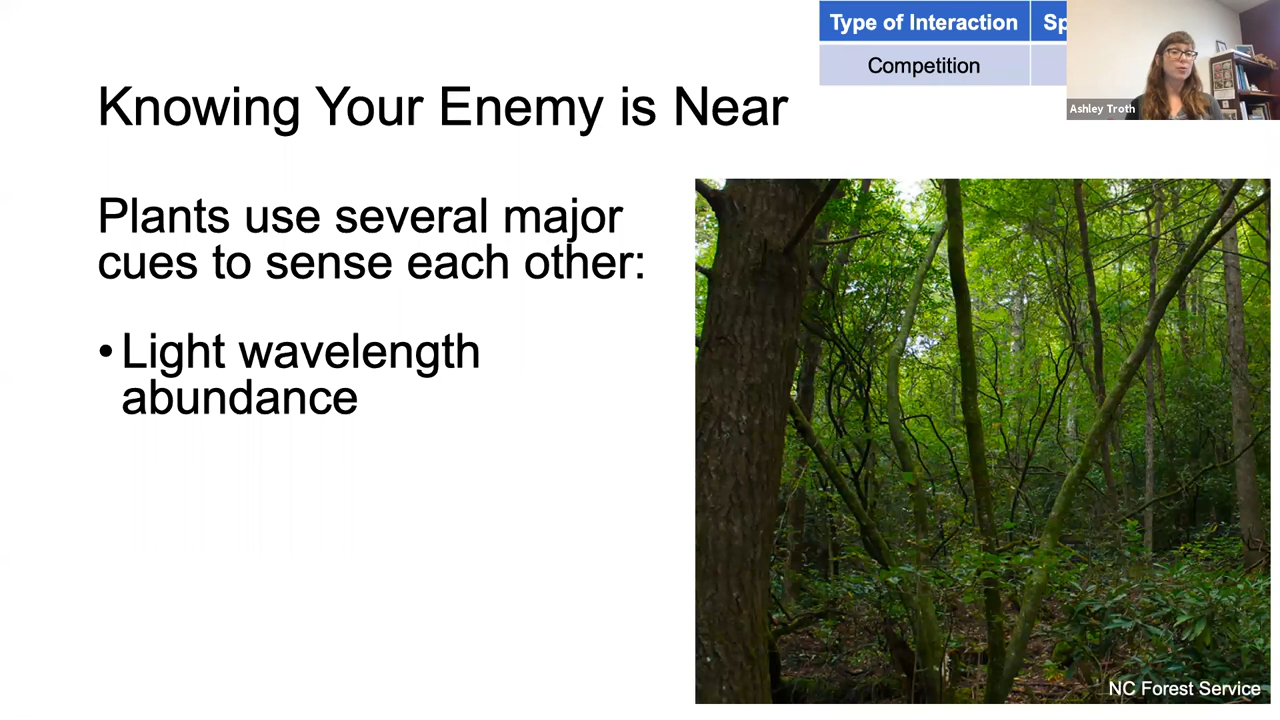 Type of Interaction Sp
Competition
Ashley Troth
Knowing Your Enemy is Near
Plants use several major
cues to sense each other:
•Light wavelength
abundance
NC Forest Service